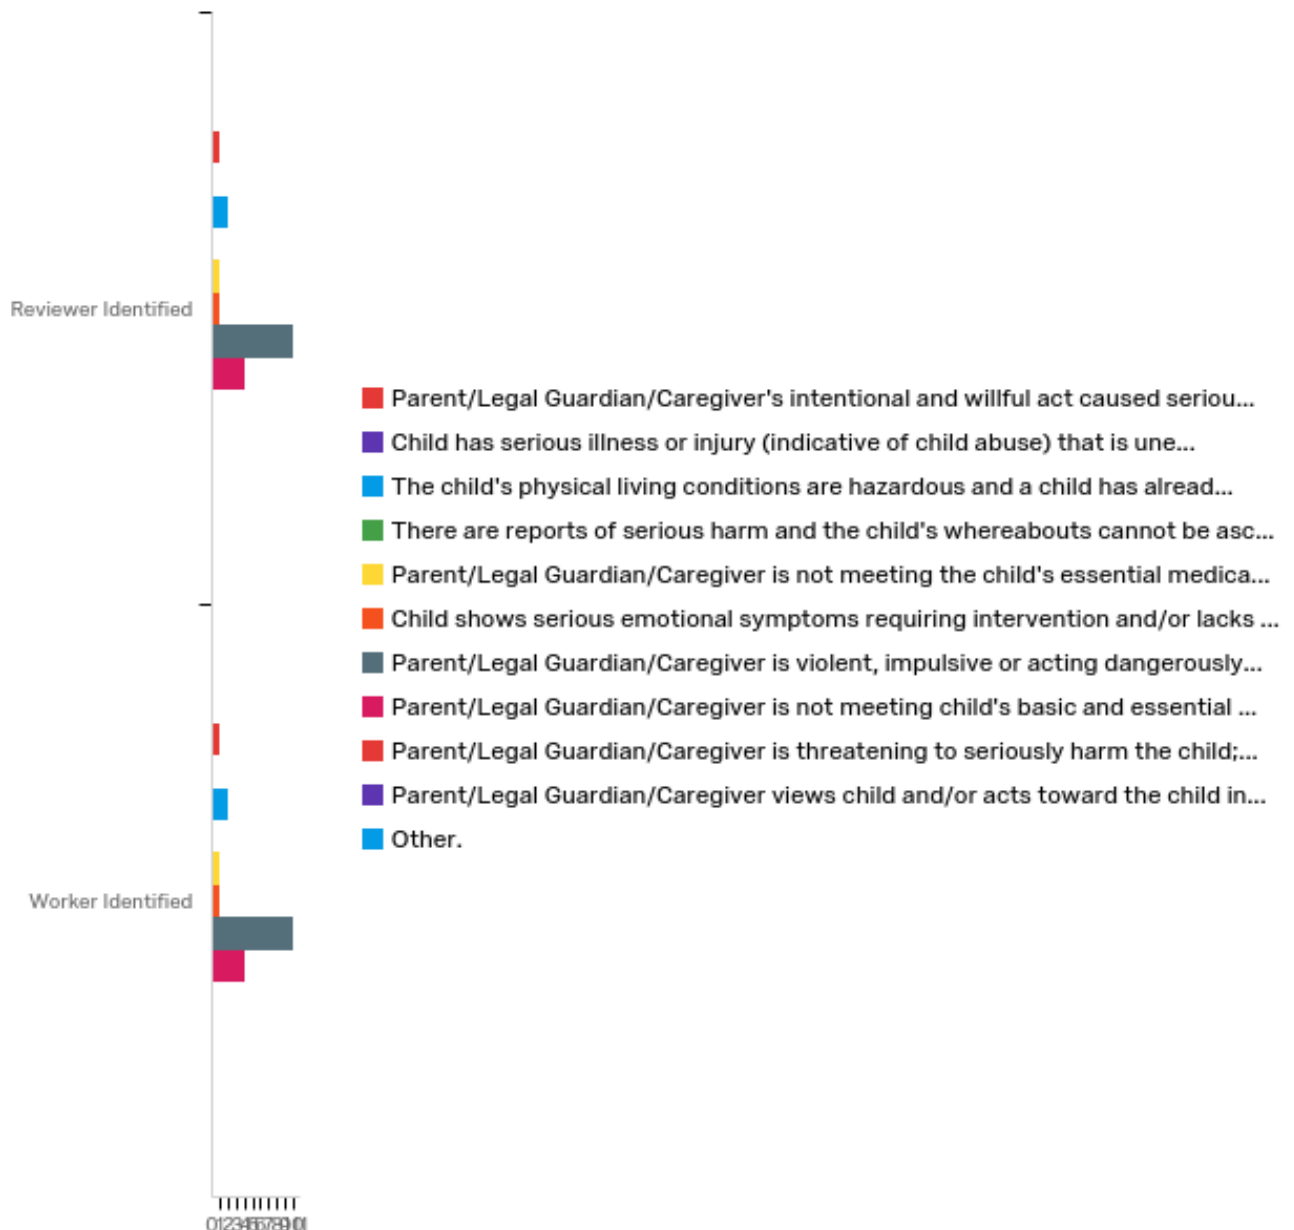 Reviewer Identified
Parent/Legal Guardian/Caregiver's intentional and willful act caused seriou...
Child has serious illness or injury (indicative of child abuse) that is une...
The child's physical living conditions are hazardous and a child has alread...
There are reports of serious harm and the child's whereabouts cannot be asc...
Parent/Legal Guardian/Caregiver is not meeting the child's essential medica...
Child shows serious emotional symptoms requiring intervention and/or lacks ...
Parent/Legal Guardian/Caregiver is violent, impulsive or acting dangerously...
Parent/Legal Guardian/Caregiver is not meeting child's basic and essential ...
Parent/Legal Guardian/Caregiver is threatening to seriously harm the child;...
Parent/Legal Guardian/Caregiver views child and/or acts toward the child in...
Other.
Worker Identified